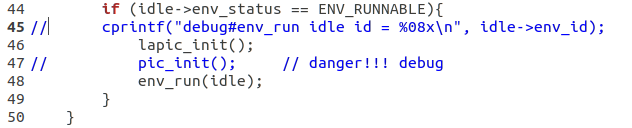 44         if (idle->env_status == ENV_RUNNABLE){
45 //      cprintf("debug#env_run idle id = %08x\n", idle->env_id);
46             lapic_init();
47 //          pic_init();     // danger!!! debug
48             env_run(idle);
49         }
50     }